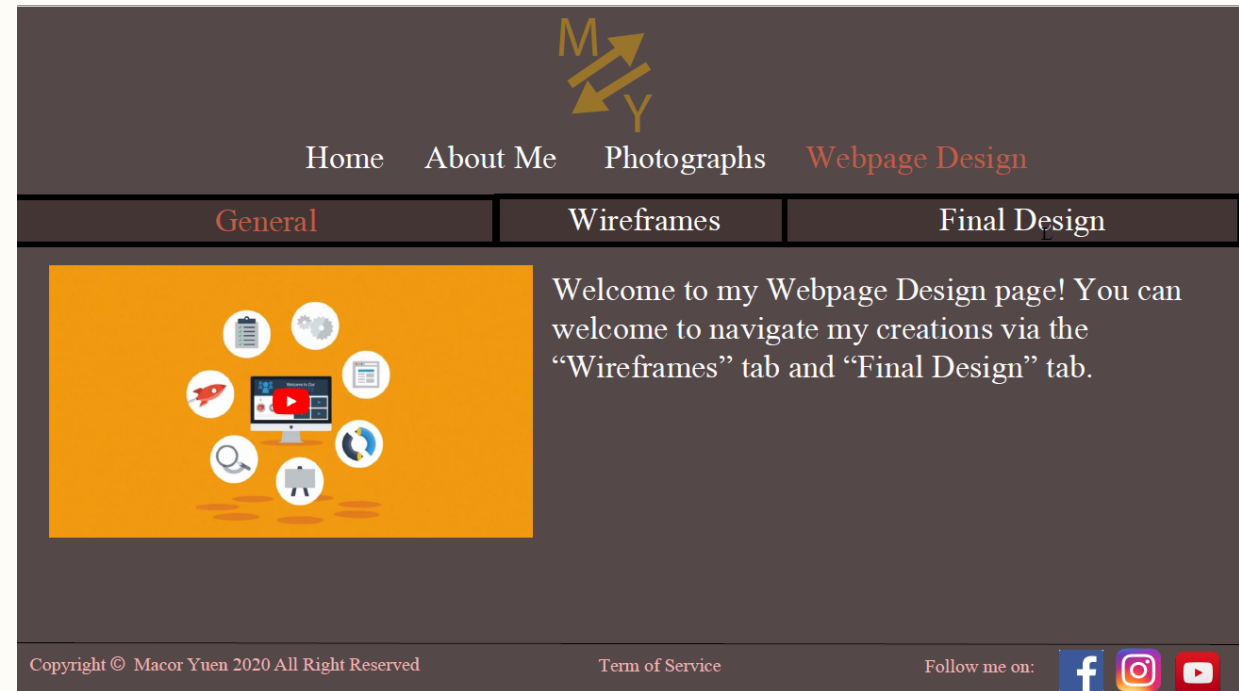 M
Y
Home About Me Photographs Webpage Design
General Wireframes Final Design
Welcome to my Webpage Design page! You can
welcome to navigate my creations via the
“Wireframes” tab and “Final Design” tab.
Copyright © Macor Yuen 2020 All Right Reserved Term of Service Follow me on: